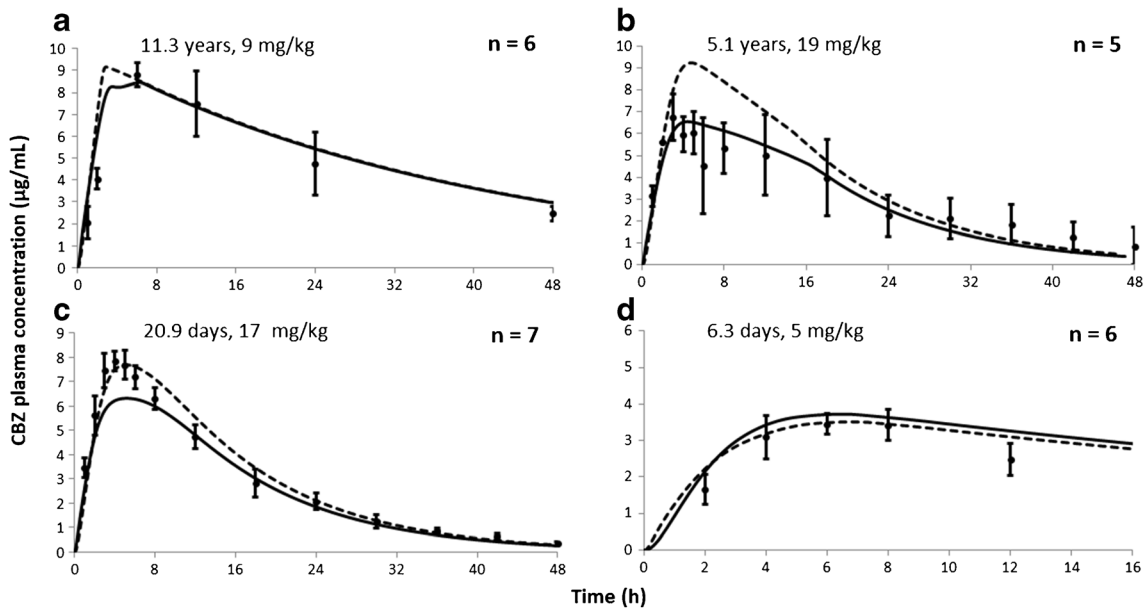 a
11.3 years, 9 mg/kg
n = 6
10
9
8
7
6
5
4
3
2
1
0
0 8 16 24 32 40 48
b
5.1 years, 19 mg/kg
n = 5
10
9
8
7
6
5
4
3
2
1
0
0 8 16 24 32 40 48
CBZ plasma concentration (µg/mL)
c
20.9 days, 17 mg/kg
n = 7
9
8
7
6
5
4
3
2
1
0
0 8 16 24 32 40 48
d
6.3 days, 5 mg/kg
n = 6
6
5
4
3
2
1
0
0 2 4 6 8 10 12 14 16
Time (h)